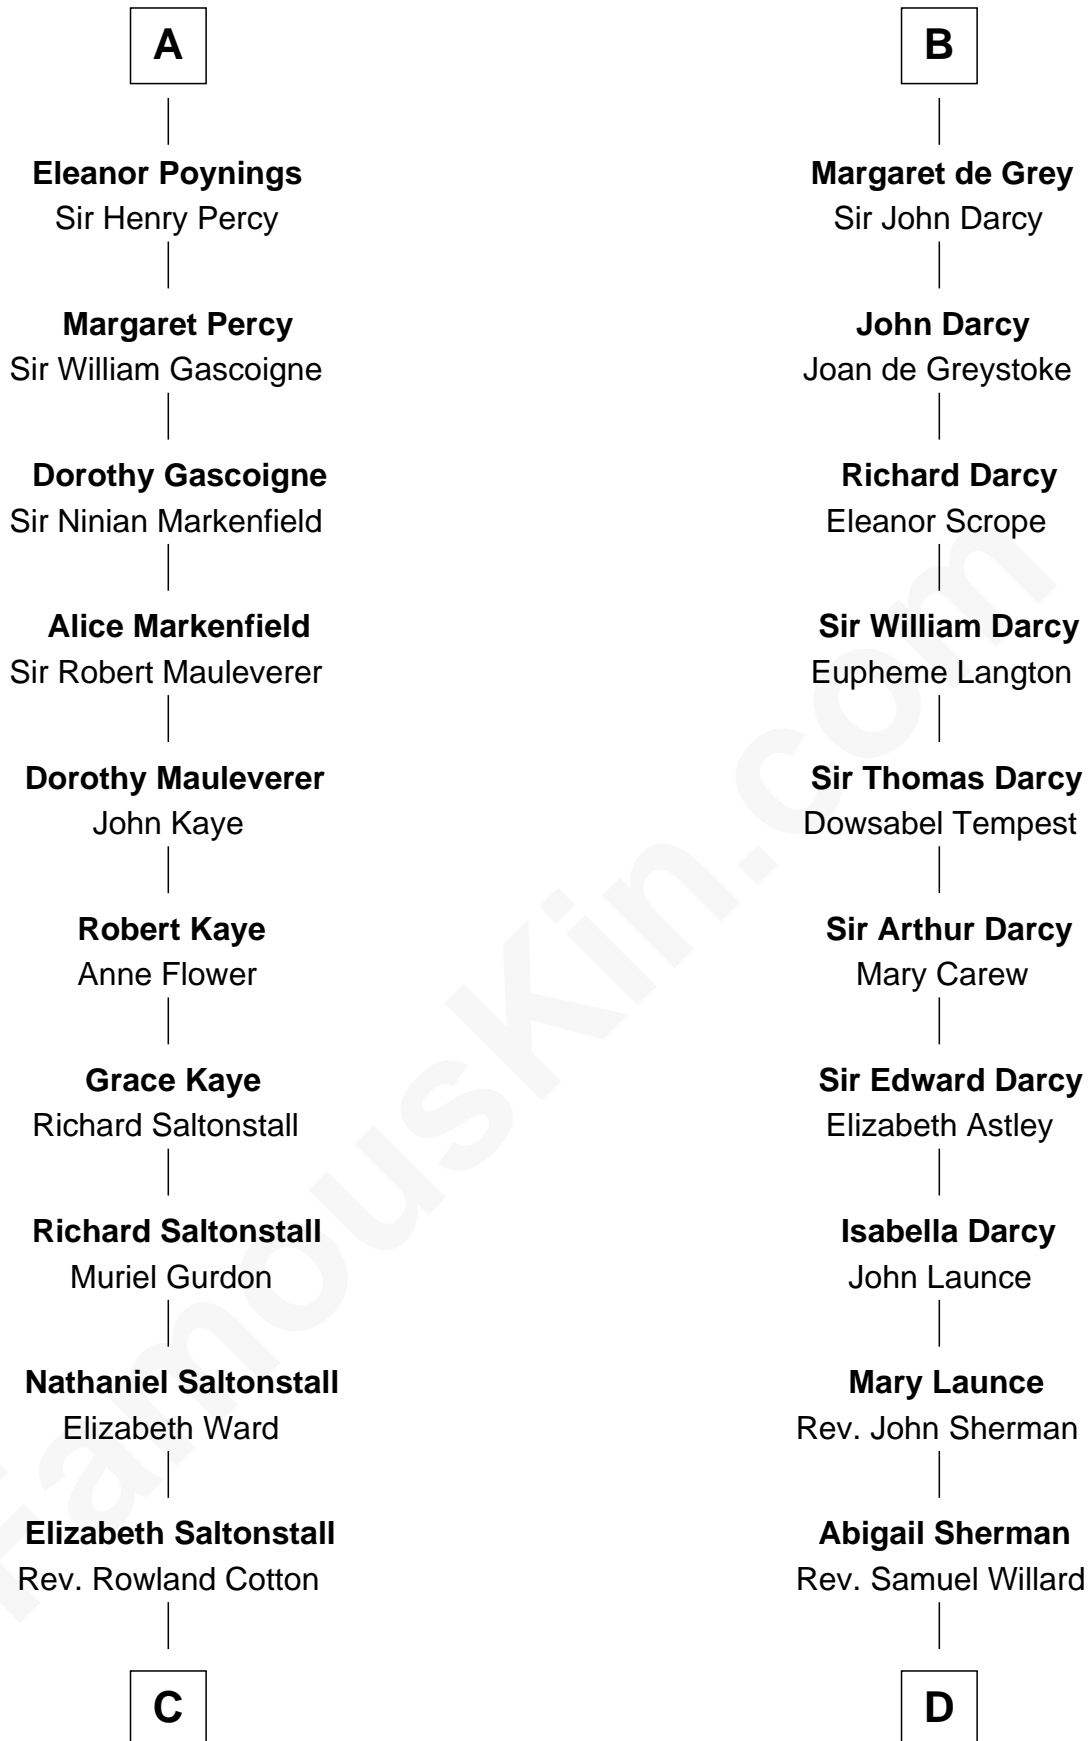 A
Eleanor Poynings
Sir Henry Percy
Margaret Percy
Sir William Gascoigne
Dorothy Gascoigne
Sir Ninian Markenfield
Alice Markenfield
Sir Robert Mauleverer
Dorothy Mauleverer
John Kaye
Robert Kaye
Anne Flower
Grace Kaye
Richard Saltonstall
Richard Saltonstall
Muriel Gurdon
Nathaniel Saltonstall
Elizabeth Ward
Elizabeth Saltonstall
Rev. Rowland Cotton
C
B
Margaret de Grey
Sir John Darcy
John Darcy
Joan de Greystoke
Richard Darcy
Eleanor Scrope
Sir William Darcy
Eupheme Langton
Sir Thomas Darcy
Dowsabel Tempest
Sir Arthur Darcy
Mary Carew
Sir Edward Darcy
Elizabeth Astley
Isabella Darcy
John Launce
Mary Launce
Rev. John Sherman
Abigail Sherman
Rev. Samuel Willard
D
FamousKin.com